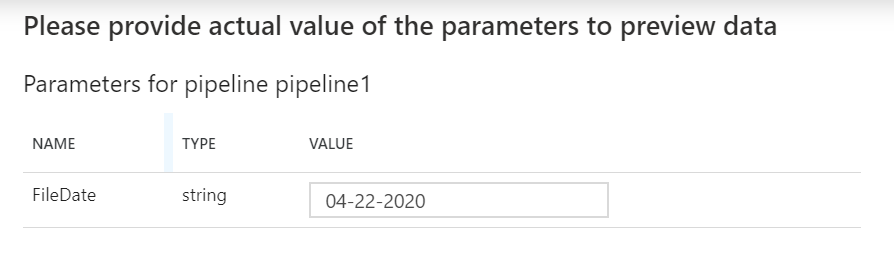 Please provide actual value of the parameters to preview data
Parameters for pipeline pipeline1
NAME TYPE VALUE
FileDate string 04-22-2020